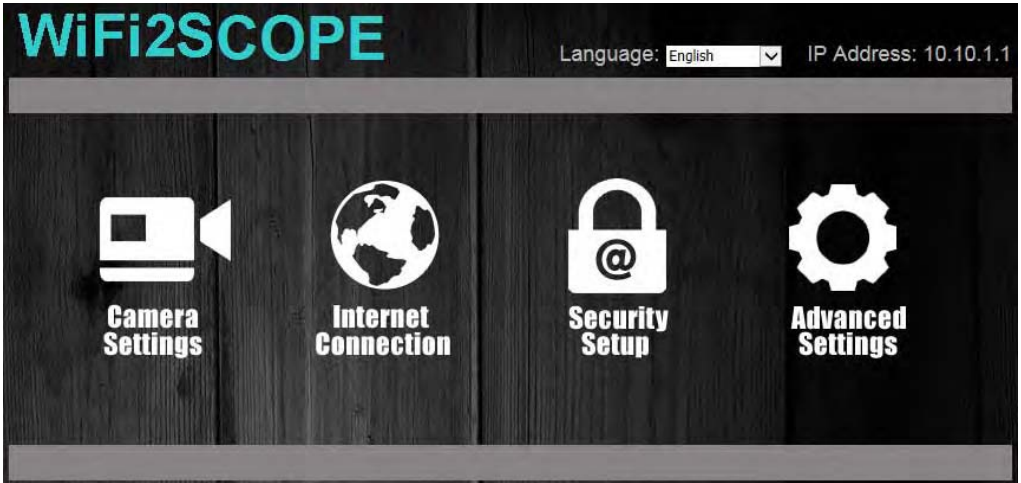 WiFi2SCOPE
Language: English IP Address: 10.10.1.1
@
Camera
Settings
Internet
Connection
Security
Setup
Advanced
Settings